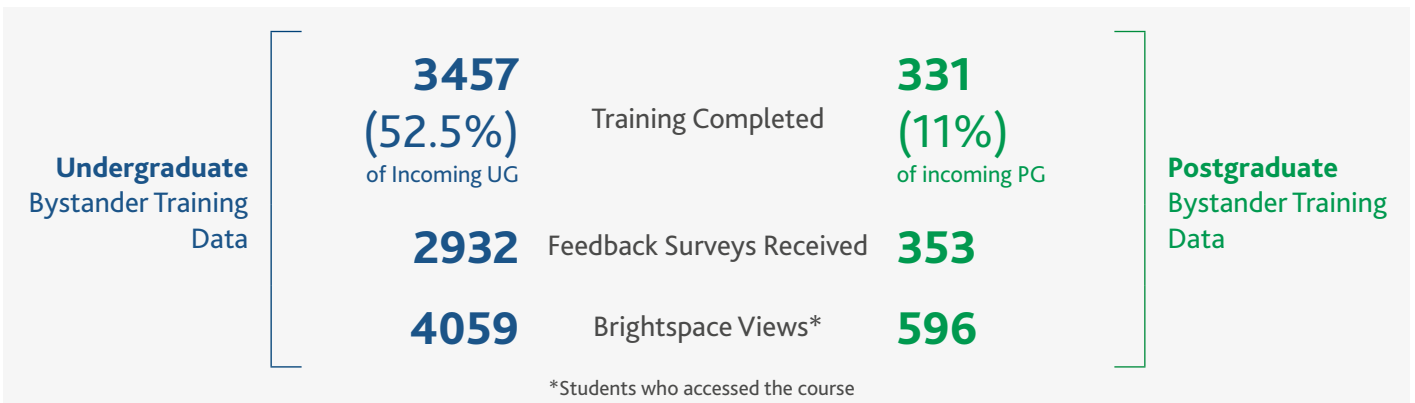 Undergraduate
Bystander Training
Data
3457
(52.5%)
of Incoming UG
Training Completed
331
(11%)
of incoming PG
2932
Feedback Surveys Received
353
4059
Brightspace Views*
596
Postgraduate
Bystander Training
Data
*Students who accessed the course